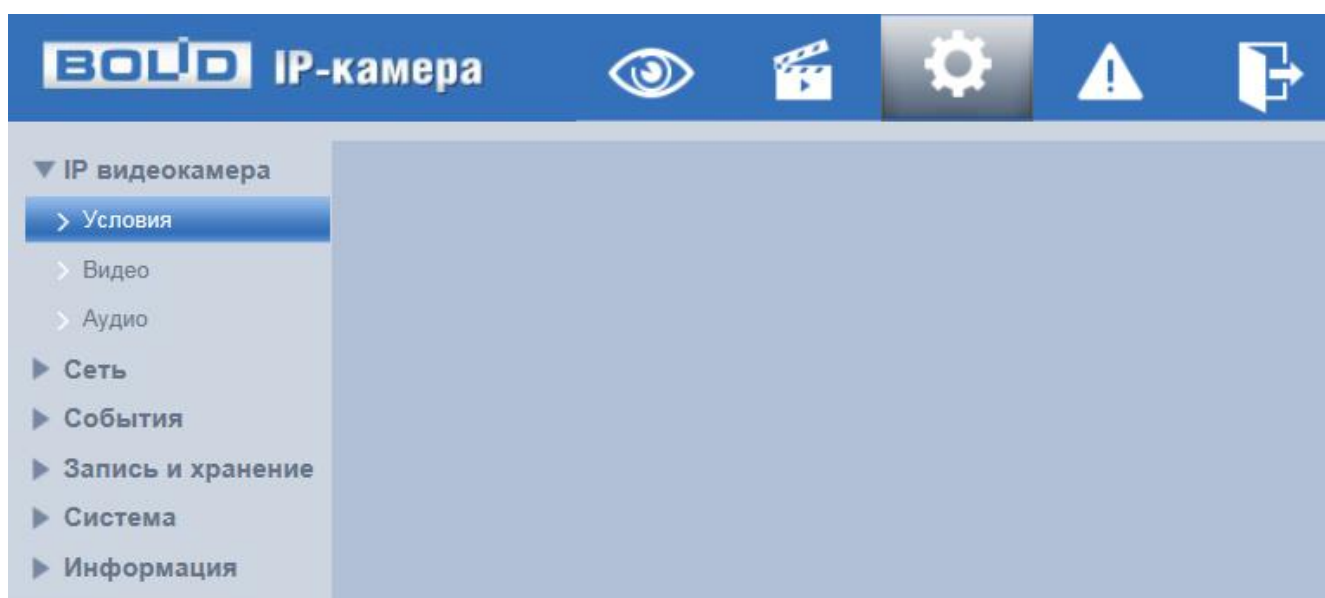 BOLID IP-камера
IP видеокамера
Условия
Видео
Аудио
Сеть
События
Запись и хранение
Система
Информация